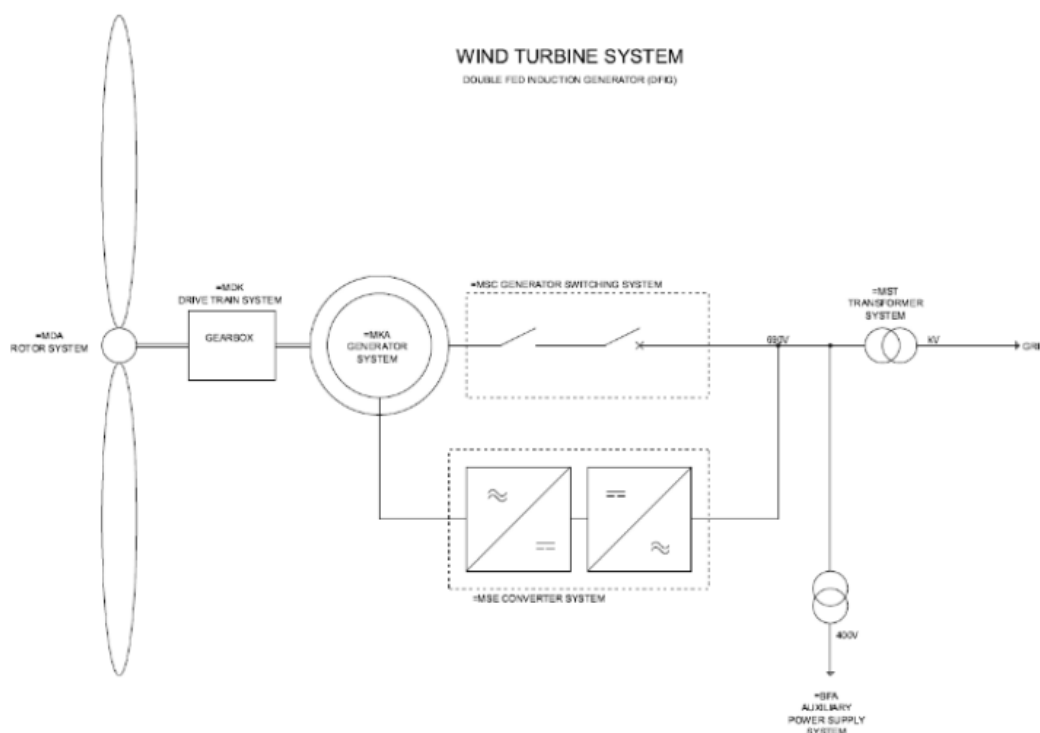 WIND TURBINE SYSTEM
DOUBLE FED INDUCTION GENERATOR (DFIG)
=MDK
DRIVE TRAIN SYSTEM
=MSC GENERATOR SWITCHING SYSTEM
=MST
TRANSFORMER
SYSTEM
=MDA
ROTOR SYSTEM
GEARBOX
=MKA
GENERATOR
SYSTEM
690V
KV
GRI
=MSE CONVERTER SYSTEM
400V
=BFA
AUXILIARY
POWER SUPPLY
SYSTEM